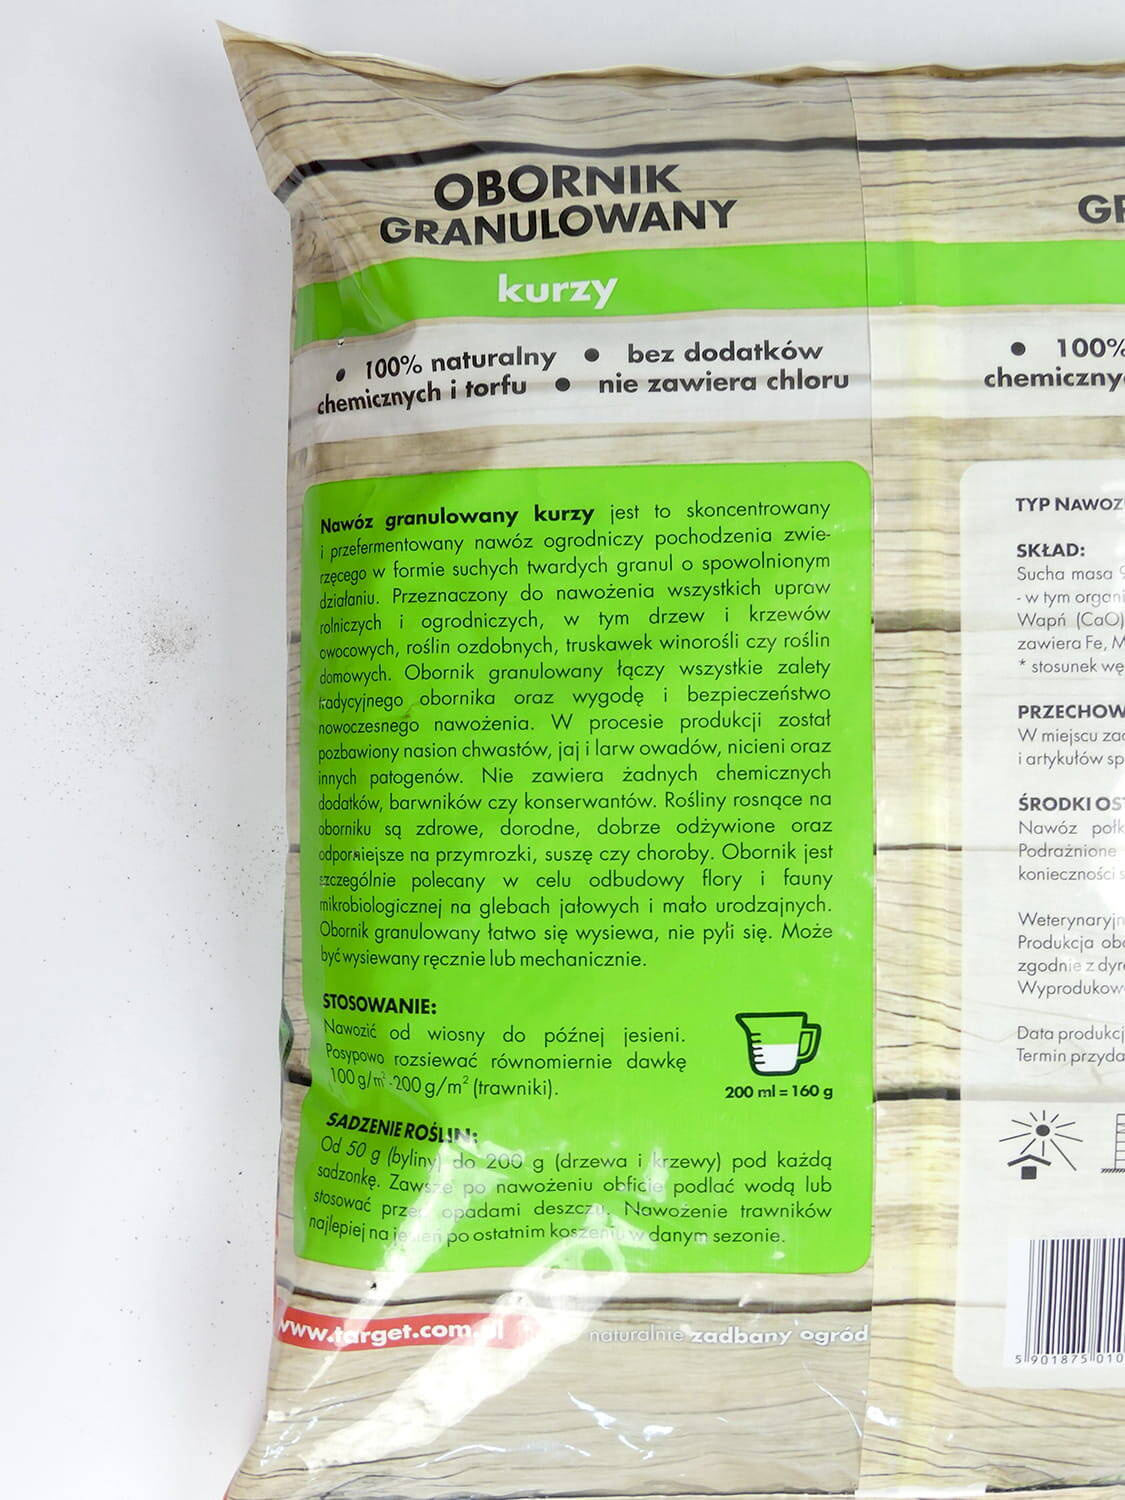 OBORNIK
GRANULOWANY
kurzy
• 100% naturalny • bez dodatków
chemicznych i torfu • nie zawiera chloru
Nawóz granulowany kurzy jest to skoncentrowany
i przefermentowany nawóz ogrodniczy pochodzenia zwie-
rzęcego w formie suchych twardych granul o spowolnionym
działaniu. Przeznaczony do nawożenia wszystkich upraw
rolniczych i ogrodniczych, w tym drzew i krzewów
owocowych, roślin ozdobnych, truskawek winorośli czy roślin
domowych. Obornik granulowany łączy wszystkie zalety
tradycyjnego obornika oraz wygodę i bezpieczeństwo
nowoczesnego nawożenia. W procesie produkcji został
pozbawiony nasion chwastów, jaj i larw owadów, nicieni oraz
innych patogenów. Nie zawiera żadnych chemicznych
dodatków, barwników czy konserwantów. Rośliny rosnące na
oborniku są zdrowe, dorodne, dobrze odżywione oraz
odporniejsze na przymrozki, suszę czy choroby. Obornik jest
szczególnie polecany w celu odbudowy flory i fauny
mikrobiologicznej na glebach jałowych i mało urodzajnych.
Obornik granulowany łatwo się wysiewa, nie pyli się. Może
być wysiewany ręcznie lub mechanicznie.
STOSOWANIE:
Nawozić od wiosny do późnej jesieni.
Posypowo rozsiewać równomiernie dawkę
100 g/m²-200 g/m² (trawniki).
200 ml = 160 g
SADZENIE ROŚLIN:
Od 50 g (byliny) do 200 g (drzewa i krzewy) pod każdą
sadzonkę. Zawsze po nawożeniu obficie podlać wodą lub
stosować przed opadami deszczu. Nawożenie trawników
najlepiej na jesień po ostatnim koszeniu w danym sezonie.
www.target.com.pl
naturalnie zadbany ogród
GR
• 100%
chemiczny
TYP NAWOZ
SKŁAD:
Sucha masa 9
- w tym organi
Wapń (CaO)
zawiera Fe, M
* stosunek wę
PRZECHOW
W miejscu zac
i artykułów sp
ŚRODKI OST
Nawóz połk
Podrażnione
konieczności s
Weterynaryjn
Produkcja obo
zgodnie z dyre
Wyprodukow
Data produkcj
Termin przyda
5 901875 010